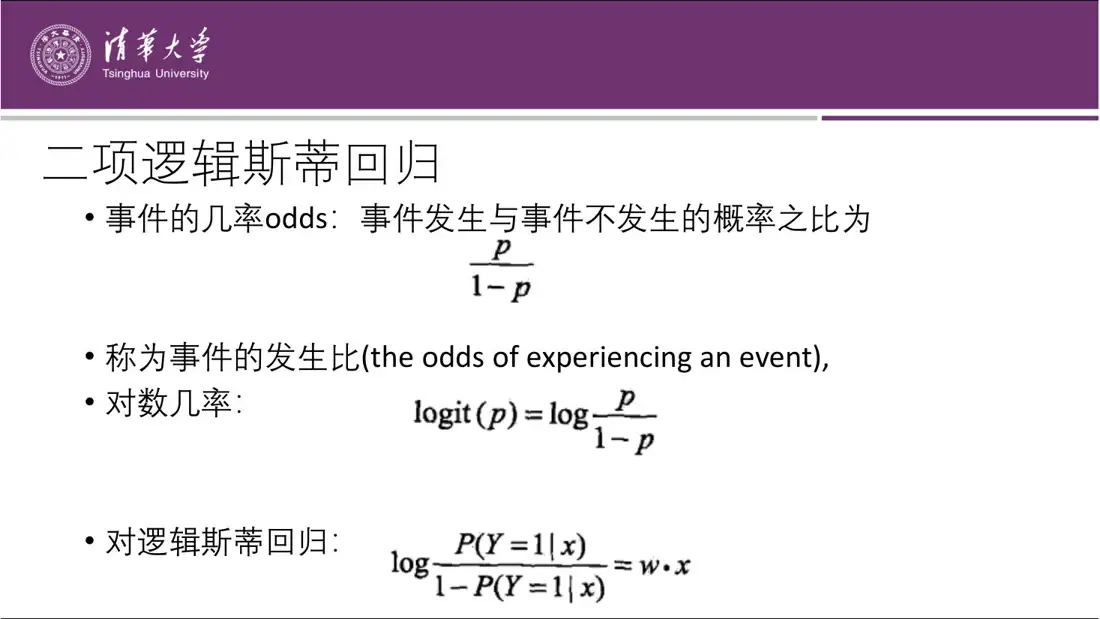 清华大学
Tsinghua University
二项逻辑斯蒂回归
• 事件的几率odds：事件发生与事件不发生的概率之比为
p
1 − p
• 称为事件的发生比(the odds of experiencing an event),
• 对数几率：
logit (p) = log p / 1 − p
• 对逻辑斯蒂回归：
log P(Y = 1 | x) / 1 − P(Y = 1 | x) = w • x